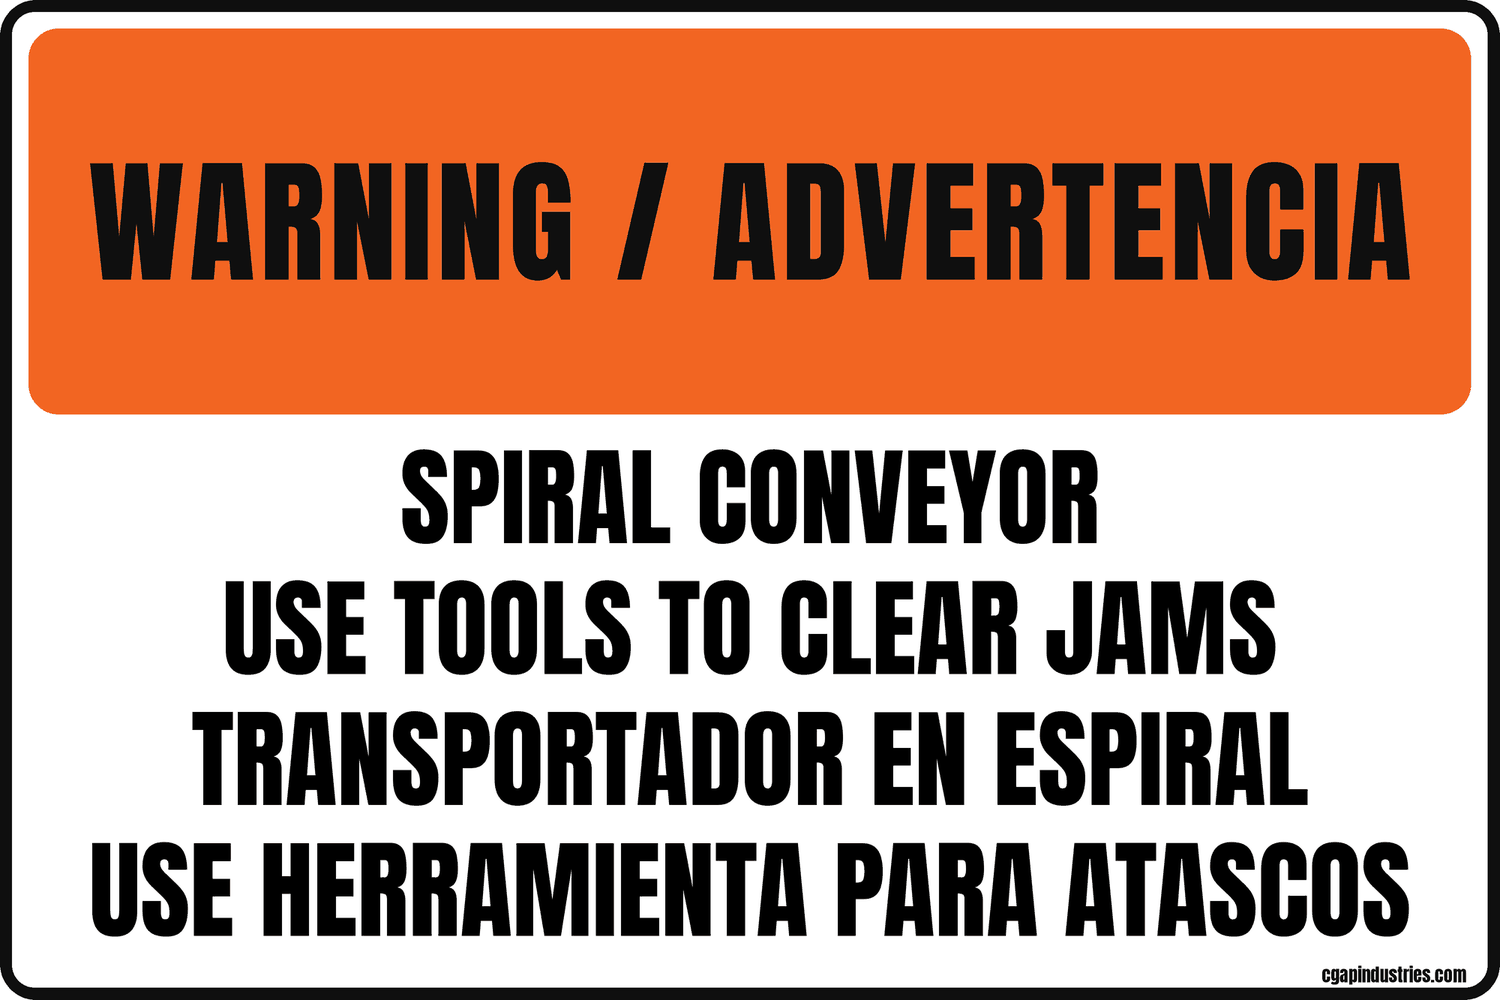 WARNING / ADVERTENCIA
SPIRAL CONVEYOR
USE TOOLS TO CLEAR JAMS
TRANSPORTADOR EN ESPIRAL
USE HERRAMIENTA PARA ATASCOS
cgapindustries.com